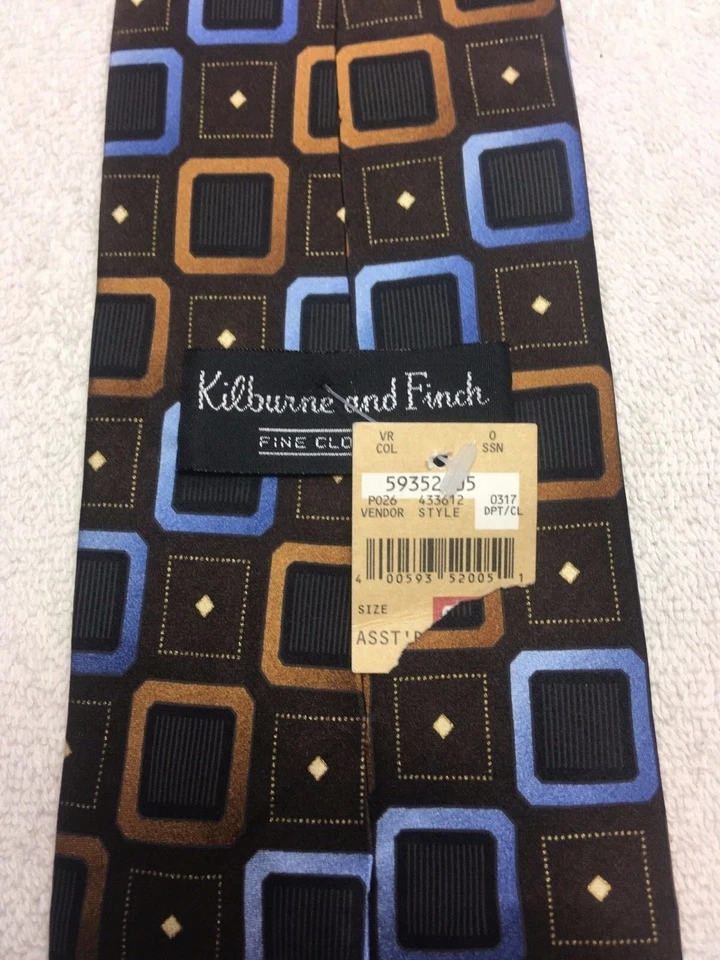 Kilburne and Finch
FINE CLO
VR O
COL SSN
P026 433612 0317
VENDOR STYLE DPT/CL
4 00593 52005 1
SIZE